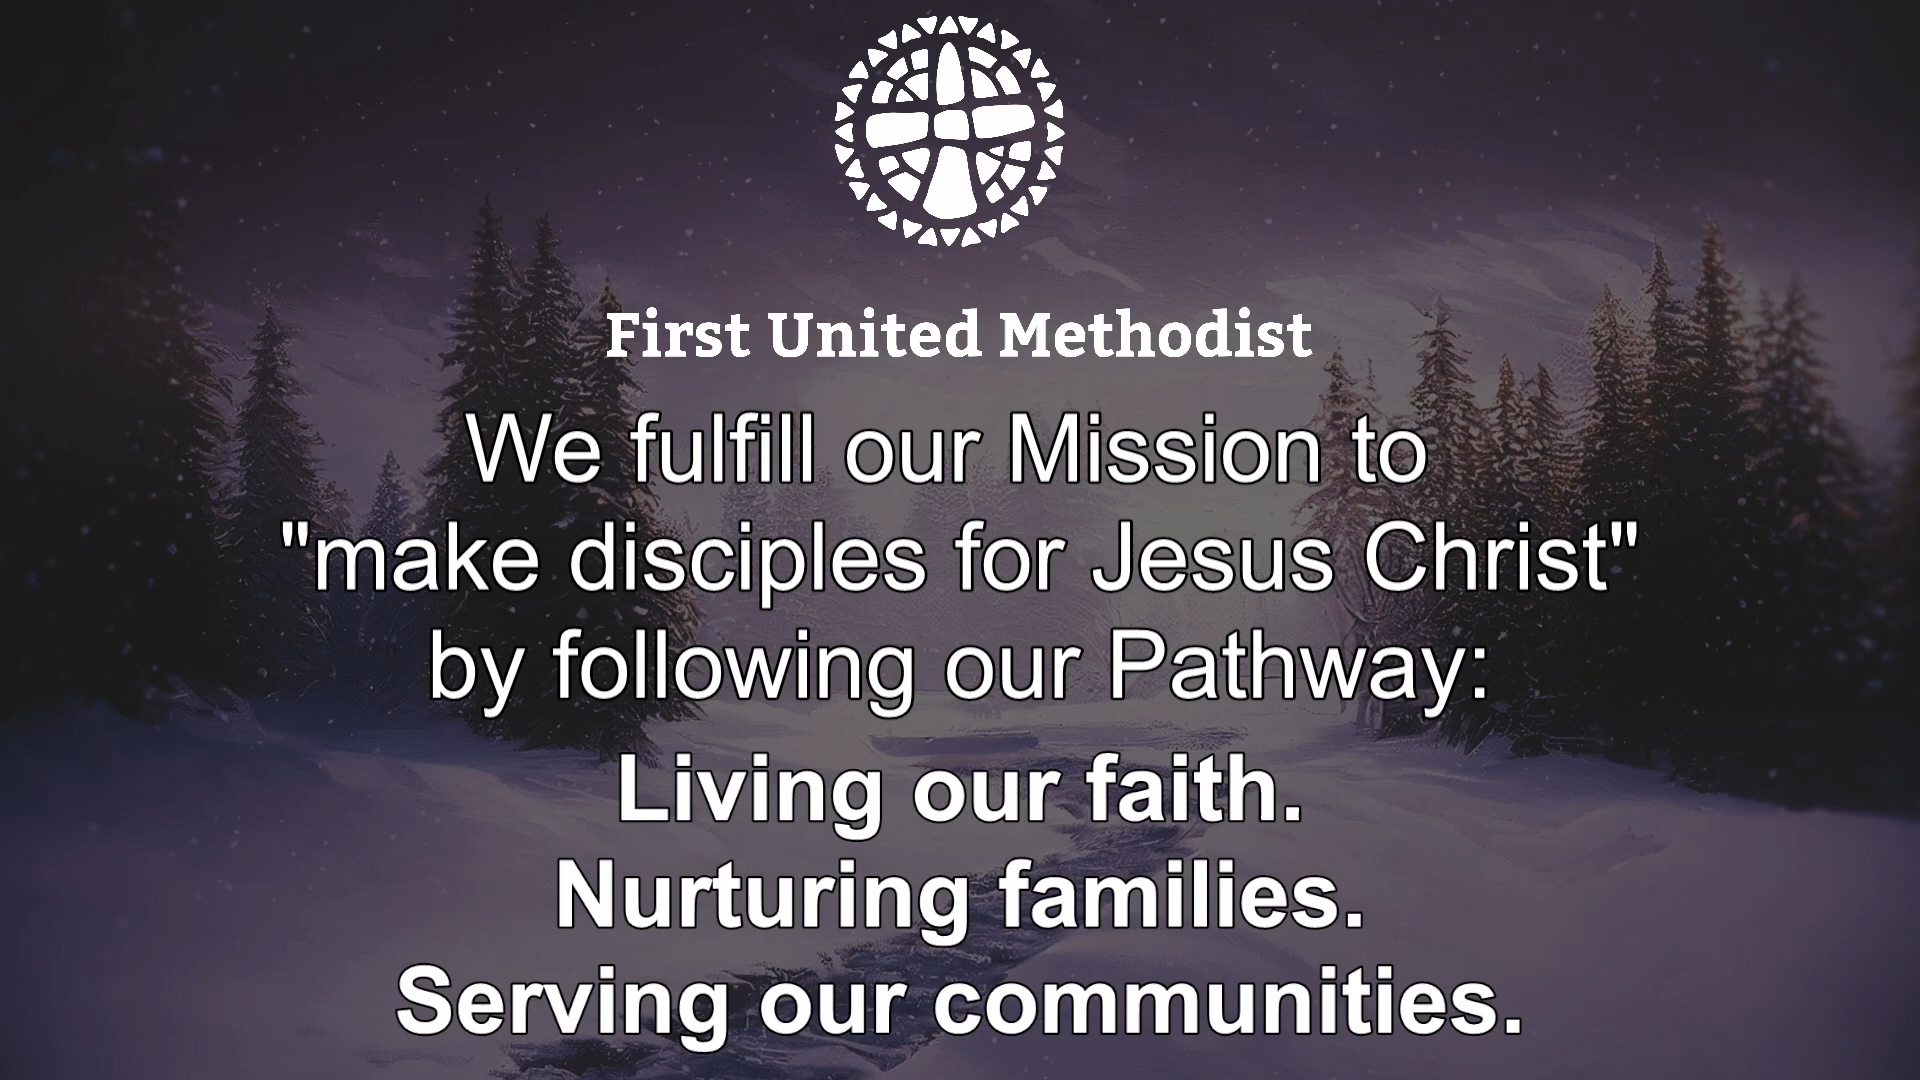 First United Methodist
We fulfill our Mission to
"make disciples for Jesus Christ"
by following our Pathway:
Living our faith.
Nurturing families.
Serving our communities.